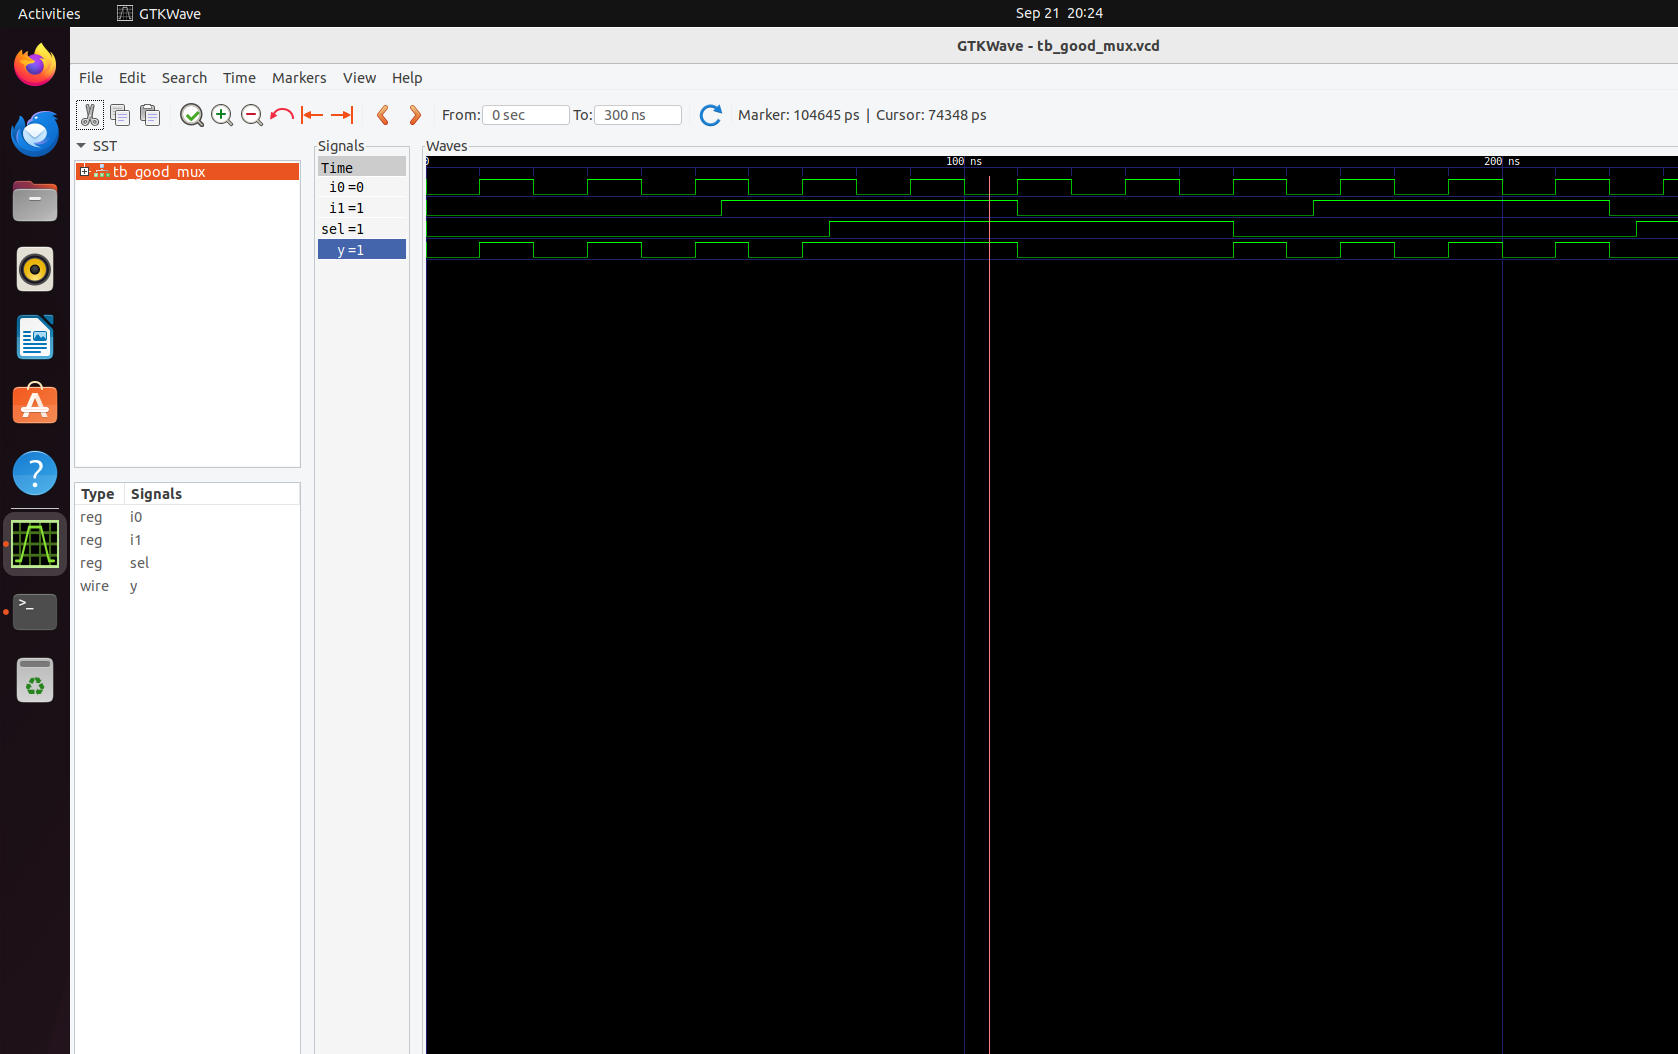 Activities GTKWave Sep 21 20:24
GTKWave - tb_good_mux.vcd
File Edit Search Time Markers View Help
From: 0 sec To: 300 ns Marker: 104645 ps | Cursor: 74348 ps
SST
tb_good_mux
Type Signals
reg i0
reg i1
reg sel
wire y
Signals
Time
i0=0
i1=1
sel=1
y=1
Waves
0 100 ns 200 ns